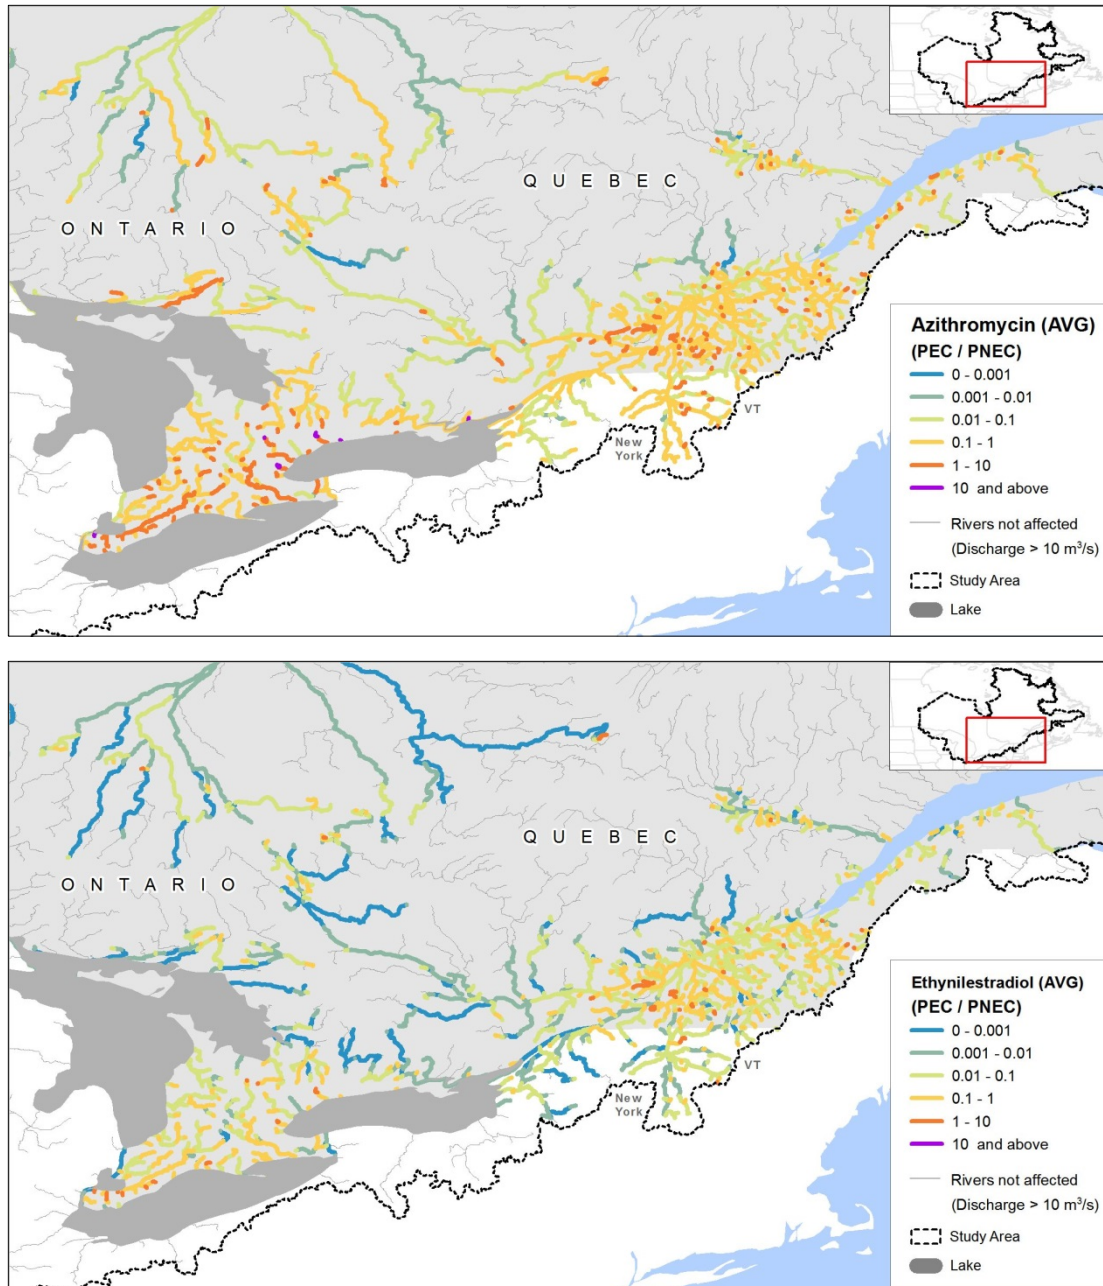 QUEBEC
ONTARIO
New
York
VT
Azithromycin (AVG)
(PEC / PNEC)
0 - 0.001
0.001 - 0.01
0.01 - 0.1
0.1 - 1
1 - 10
10 and above
Rivers not affected
(Discharge > 10 m³/s)
Study Area
Lake
QUEBEC
ONTARIO
New
York
VT
Ethynilestradiol (AVG)
(PEC / PNEC)
0 - 0.001
0.001 - 0.01
0.01 - 0.1
0.1 - 1
1 - 10
10 and above
Rivers not affected
(Discharge > 10 m³/s)
Study Area
Lake